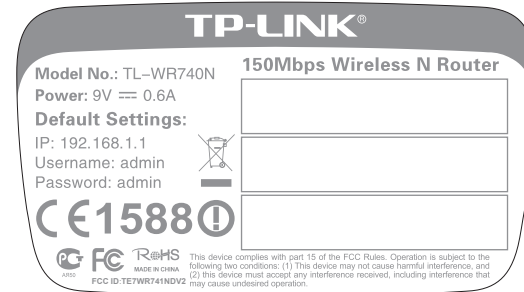 TP-LINK®
Model No.: TL-WR740N
Power: 9V ⎓ 0.6A
Default Settings:
IP: 192.168.1.1
Username: admin
Password: admin
150Mbps Wireless N Router
CE1588
PCT
AR50
FC
RoHS
MADE IN CHINA
FCC ID:TE7WR741NDV2
This device complies with part 15 of the FCC Rules. Operation is subject to the
following two conditions: (1) This device may not cause harmful interference, and
(2) this device must accept any interference received, including interference that
may cause undesired operation.